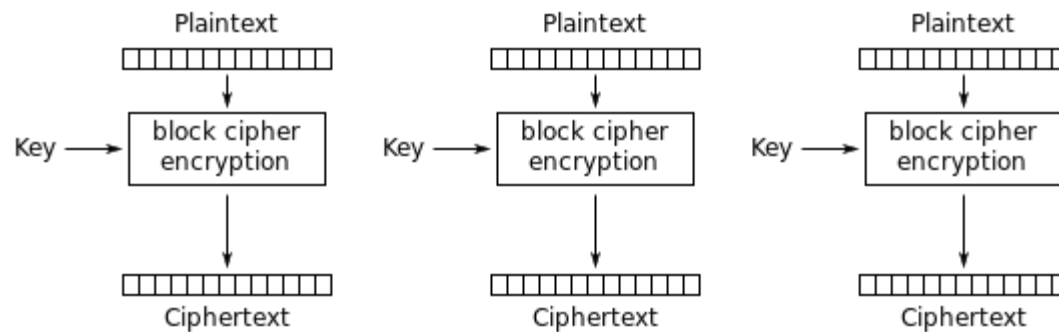 Plaintext Plaintext Plaintext
Key block cipher encryption Key block cipher encryption Key block cipher encryption
Ciphertext Ciphertext Ciphertext